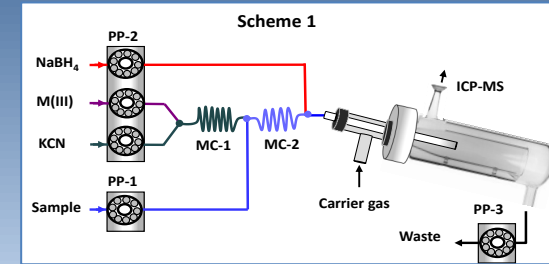 Scheme 1
PP-2
NaBH4
M(III)
KCN
MC-1
MC-2
PP-1
Sample
Carrier gas
ICP-MS
PP-3
Waste